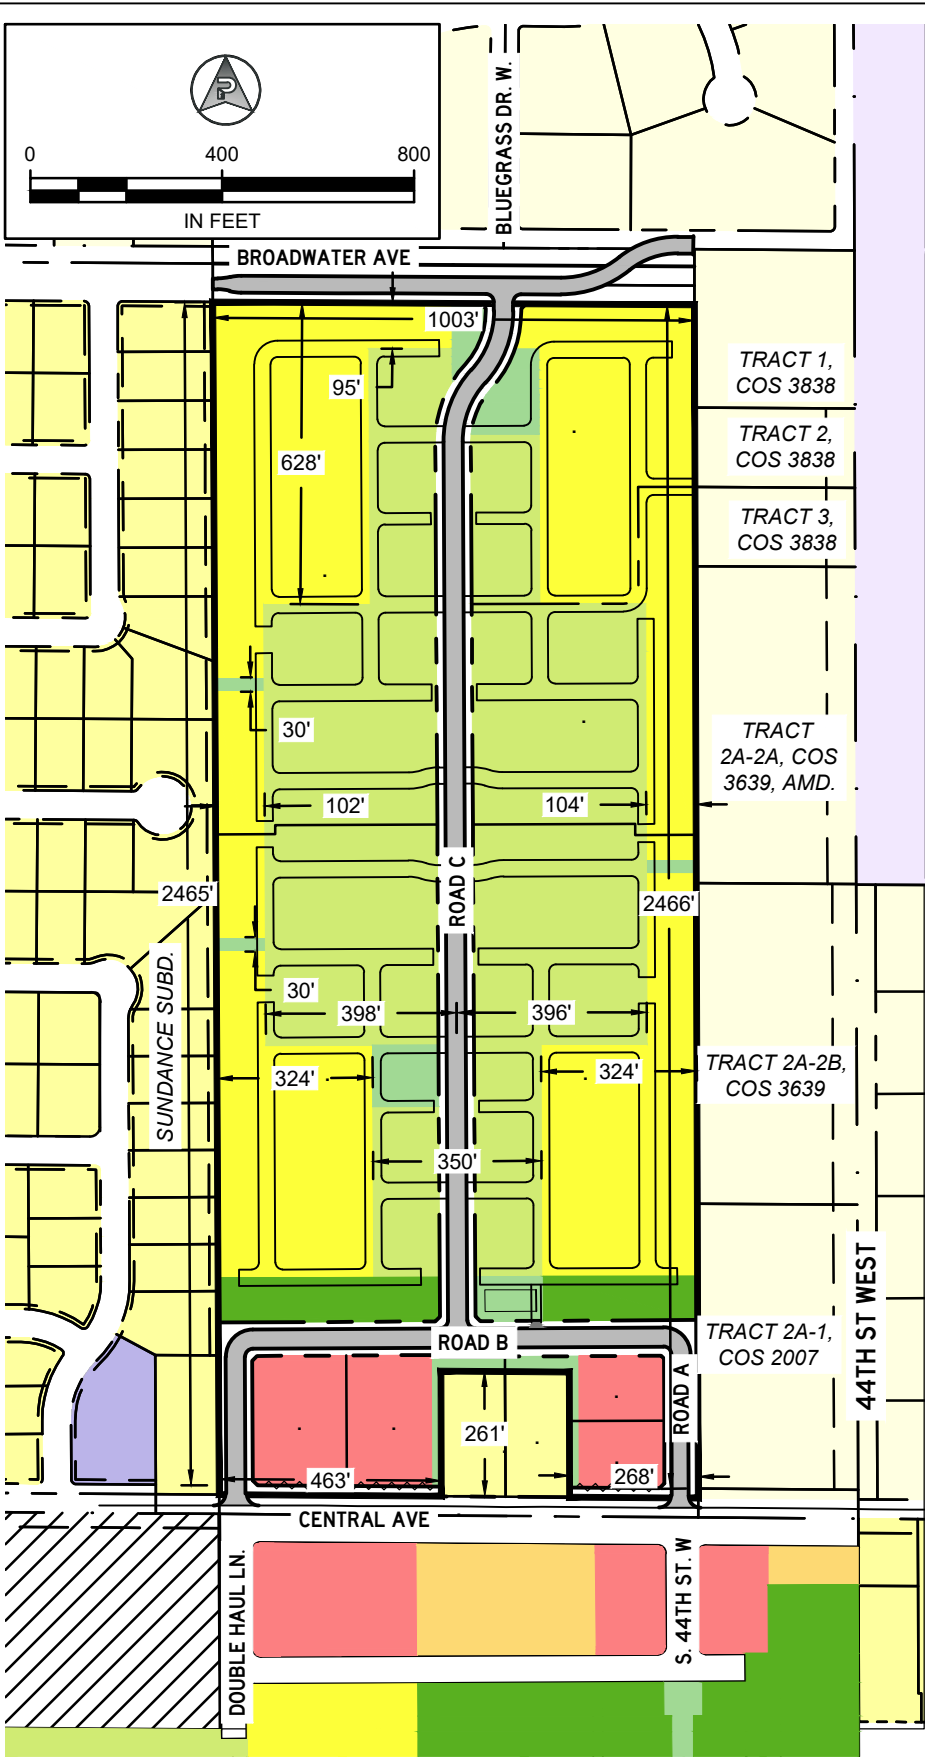 0 400 800
IN FEET
BLUEGRASS DR. W.
BROADWATER AVE
1003'
95'
628'
TRACT 1,
COS 3838
TRACT 2,
COS 3838
TRACT 3,
COS 3838
30'
TRACT
2A-2A, COS
3639, AMD.
102'
104'
ROAD C
2465'
2466'
SUNDANCE SUBD.
30'
398'
396'
324'
324'
TRACT 2A-2B,
COS 3639
350'
44TH ST WEST
ROAD B
TRACT 2A-1,
COS 2007
ROAD A
261'
463'
268'
CENTRAL AVE
DOUBLE HAUL LN.
S. 44TH ST. W